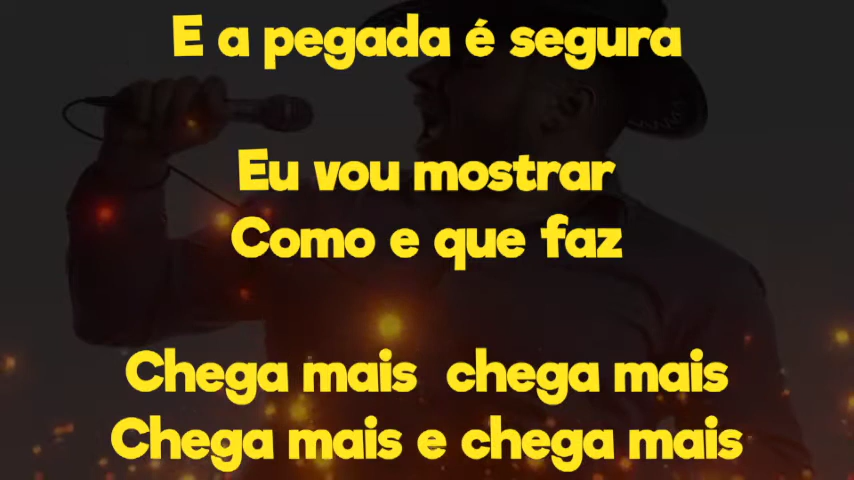 E a pegada é segura
Eu vou mostrar
Como e que faz
Chega mais chega mais
Chega mais e chega mais